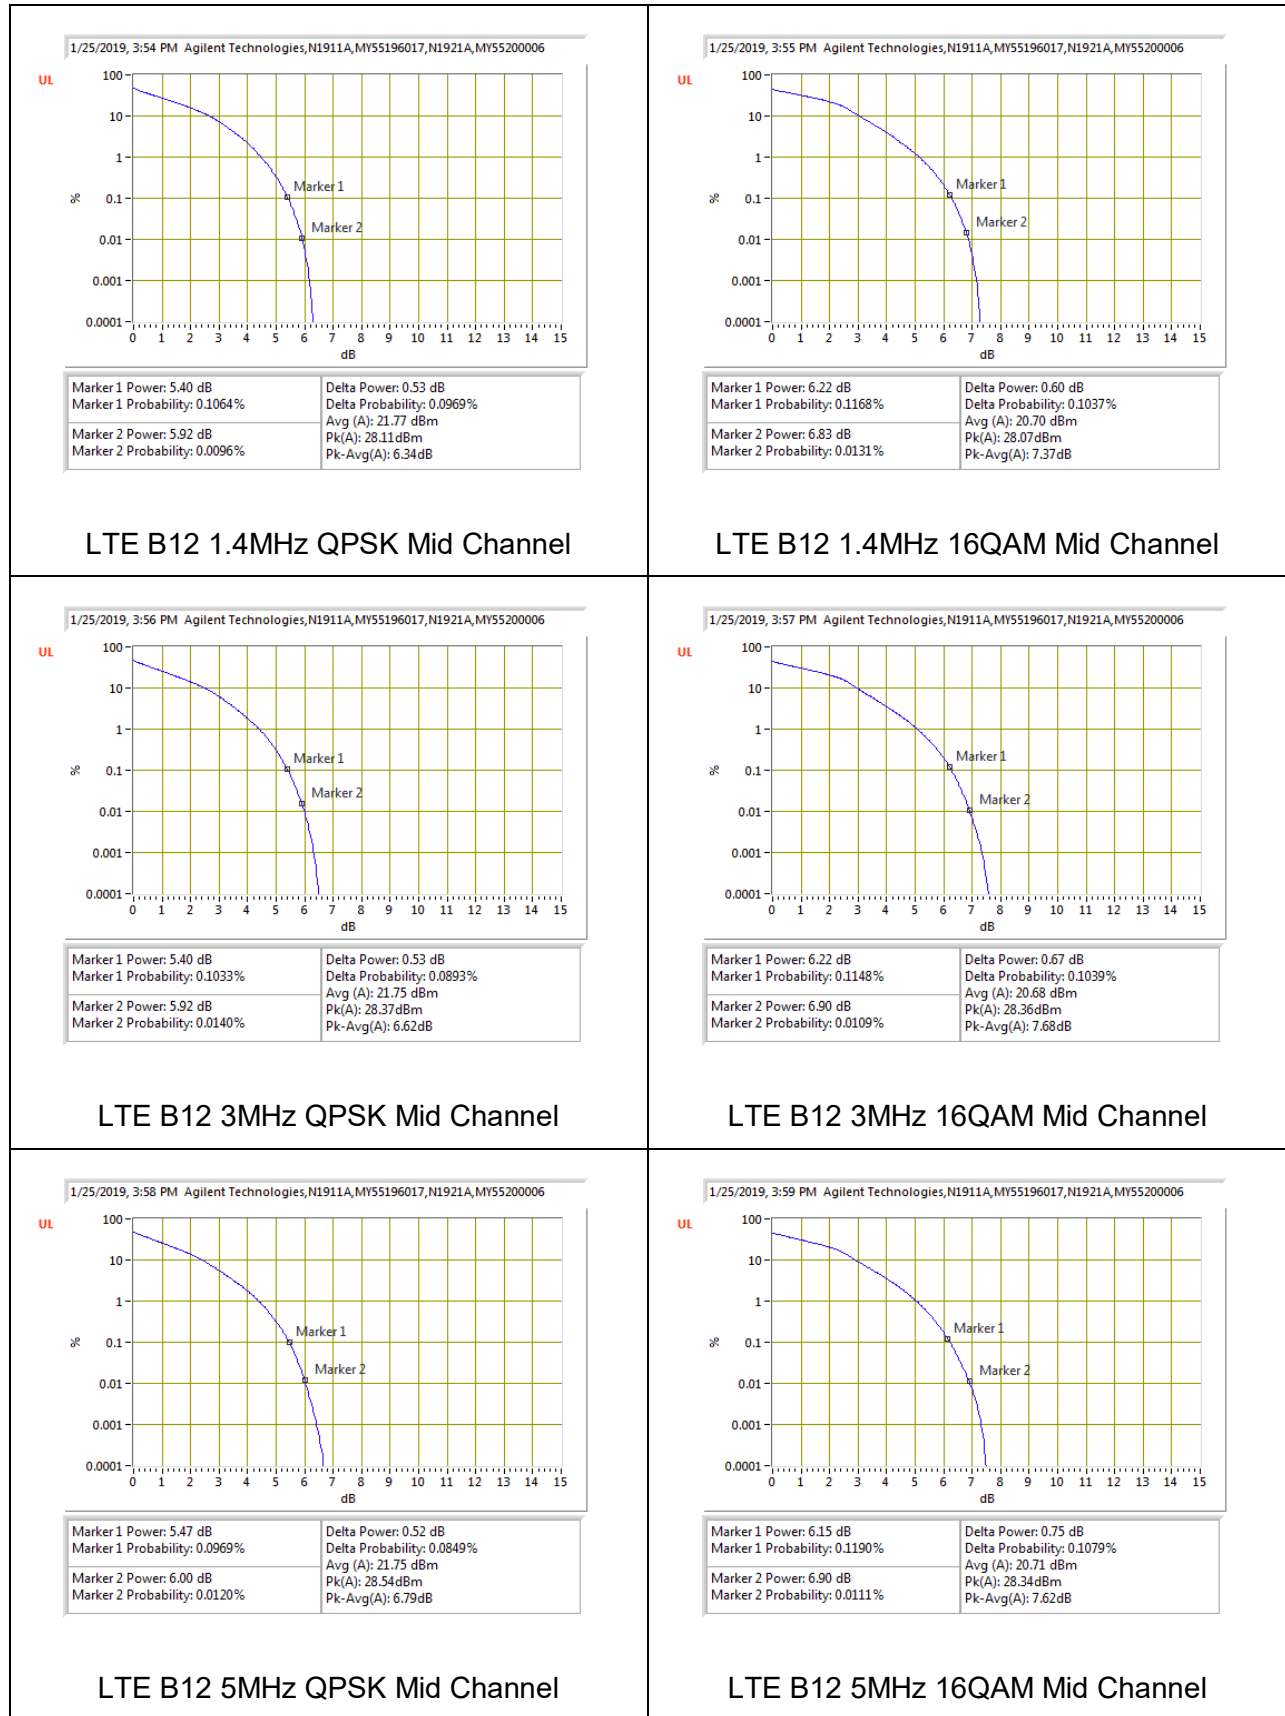 1/25/2019, 3:54 PM Agilent Technologies,N1911A,MY55196017,N1921A,MY55200006
UL
100
10
1
%
0.1
0.01
0.001
0.0001
Marker 1
Marker 2
0 1 2 3 4 5 6 7 8 9 10 11 12 13 14 15
dB
Marker 1 Power: 5.40 dB
Marker 1 Probability: 0.1064%
Marker 2 Power: 5.92 dB
Marker 2 Probability: 0.0096%
Delta Power: 0.53 dB
Delta Probability: 0.0969%
Avg (A): 21.77 dBm
Pk(A): 28.11dBm
Pk-Avg(A): 6.34dB
LTE B12 1.4MHz QPSK Mid Channel
1/25/2019, 3:55 PM Agilent Technologies,N1911A,MY55196017,N1921A,MY55200006
UL
100
10
1
%
0.1
0.01
0.001
0.0001
Marker 1
Marker 2
0 1 2 3 4 5 6 7 8 9 10 11 12 13 14 15
dB
Marker 1 Power: 6.22 dB
Marker 1 Probability: 0.1168%
Marker 2 Power: 6.83 dB
Marker 2 Probability: 0.0131%
Delta Power: 0.60 dB
Delta Probability: 0.1037%
Avg (A): 20.70 dBm
Pk(A): 28.07dBm
Pk-Avg(A): 7.37dB
LTE B12 1.4MHz 16QAM Mid Channel
1/25/2019, 3:56 PM Agilent Technologies,N1911A,MY55196017,N1921A,MY55200006
UL
100
10
1
%
0.1
0.01
0.001
0.0001
Marker 1
Marker 2
0 1 2 3 4 5 6 7 8 9 10 11 12 13 14 15
dB
Marker 1 Power: 5.40 dB
Marker 1 Probability: 0.1033%
Marker 2 Power: 5.92 dB
Marker 2 Probability: 0.0140%
Delta Power: 0.53 dB
Delta Probability: 0.0893%
Avg (A): 21.75 dBm
Pk(A): 28.37dBm
Pk-Avg(A): 6.62dB
LTE B12 3MHz QPSK Mid Channel
1/25/2019, 3:57 PM Agilent Technologies,N1911A,MY55196017,N1921A,MY55200006
UL
100
10
1
%
0.1
0.01
0.001
0.0001
Marker 1
Marker 2
0 1 2 3 4 5 6 7 8 9 10 11 12 13 14 15
dB
Marker 1 Power: 6.22 dB
Marker 1 Probability: 0.1148%
Marker 2 Power: 6.90 dB
Marker 2 Probability: 0.0109%
Delta Power: 0.67 dB
Delta Probability: 0.1039%
Avg (A): 20.68 dBm
Pk(A): 28.36dBm
Pk-Avg(A): 7.68dB
LTE B12 3MHz 16QAM Mid Channel
1/25/2019, 3:58 PM Agilent Technologies,N1911A,MY55196017,N1921A,MY55200006
UL
100
10
1
%
0.1
0.01
0.001
0.0001
Marker 1
Marker 2
0 1 2 3 4 5 6 7 8 9 10 11 12 13 14 15
dB
Marker 1 Power: 5.47 dB
Marker 1 Probability: 0.0969%
Marker 2 Power: 6.00 dB
Marker 2 Probability: 0.0120%
Delta Power: 0.52 dB
Delta Probability: 0.0849%
Avg (A): 21.75 dBm
Pk(A): 28.54dBm
Pk-Avg(A): 6.79dB
LTE B12 5MHz QPSK Mid Channel
1/25/2019, 3:59 PM Agilent Technologies,N1911A,MY55196017,N1921A,MY55200006
UL
100
10
1
%
0.1
0.01
0.001
0.0001
Marker 1
Marker 2
0 1 2 3 4 5 6 7 8 9 10 11 12 13 14 15
dB
Marker 1 Power: 6.15 dB
Marker 1 Probability: 0.1190%
Marker 2 Power: 6.90 dB
Marker 2 Probability: 0.0111%
Delta Power: 0.75 dB
Delta Probability: 0.1079%
Avg (A): 20.71 dBm
Pk(A): 28.34dBm
Pk-Avg(A): 7.62dB
LTE B12 5MHz 16QAM Mid Channel